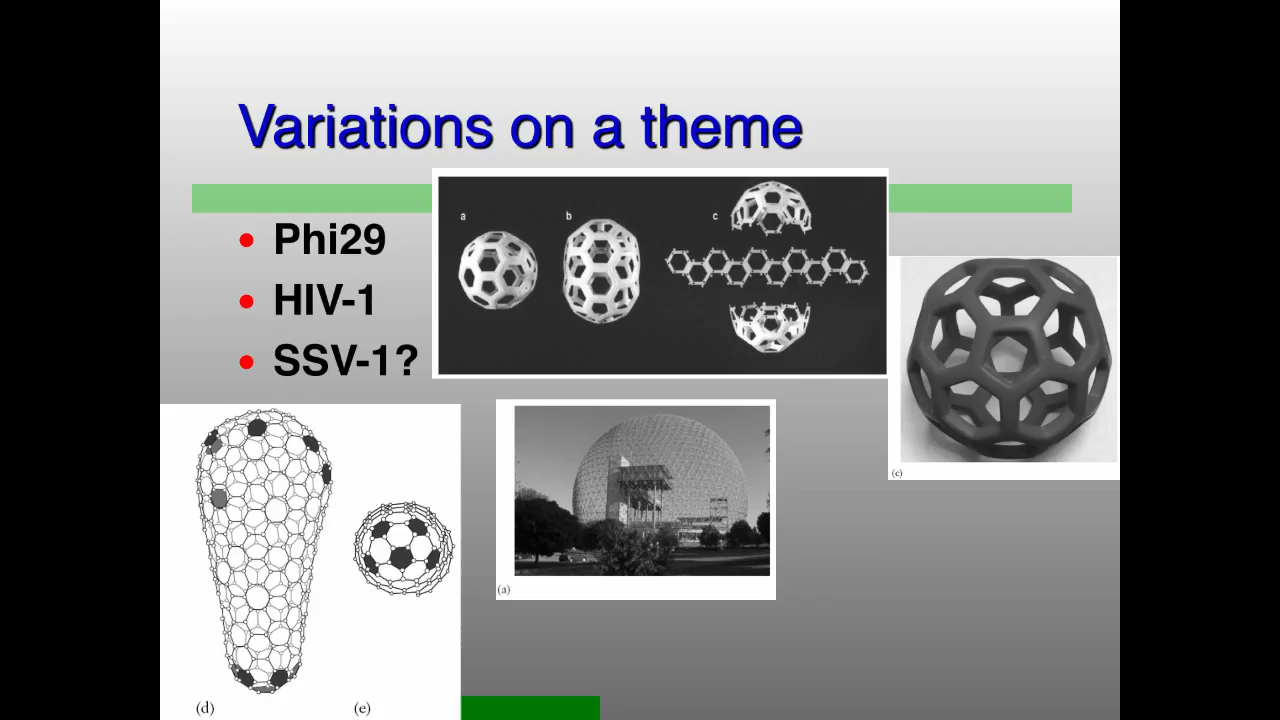 Variations on a theme
a
b
c
• Phi29
• HIV-1
• SSV-1?
(c)
(a)
(d)
(e)